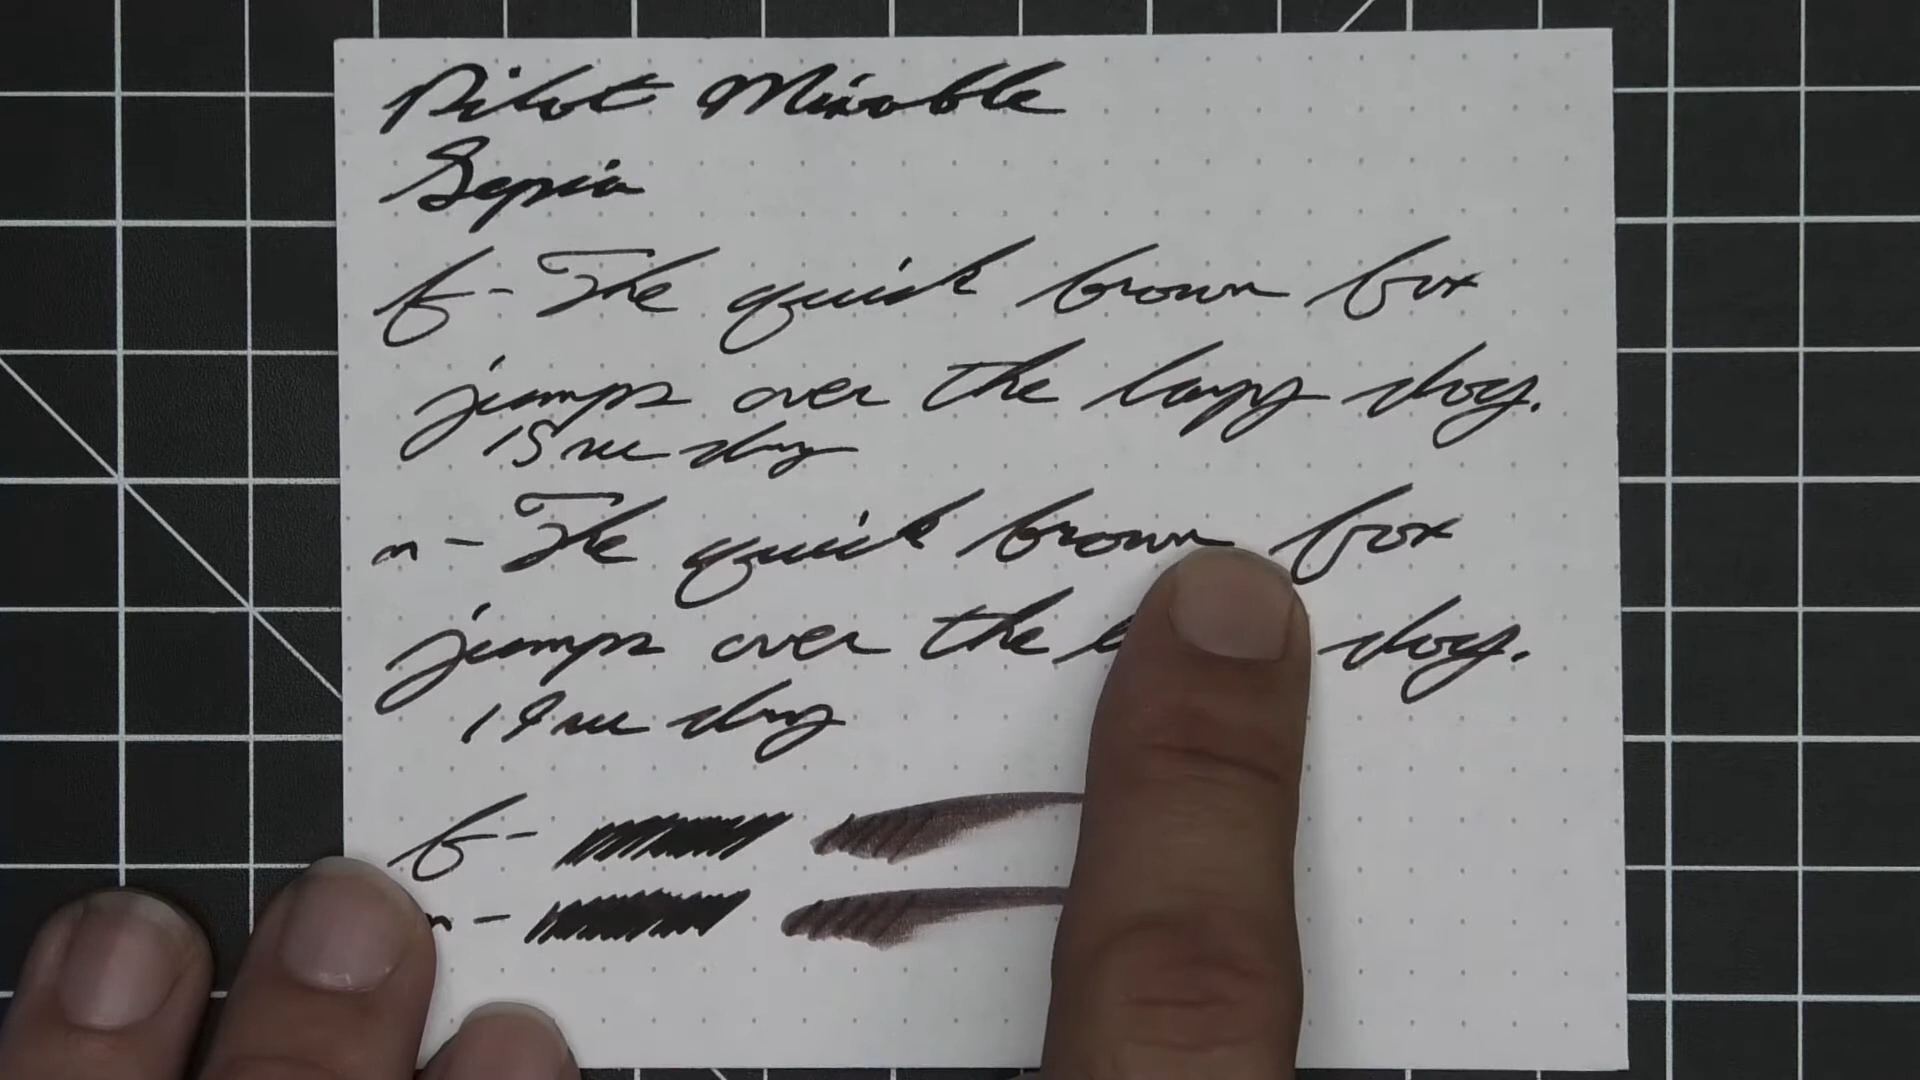 Pilot Mixable
Sepia
f - The quick brown fox
jumps over the lazy dog.
15 sec dry
m - The quick brown fox
jumps over the dog.
19 sec dry
f -
m -